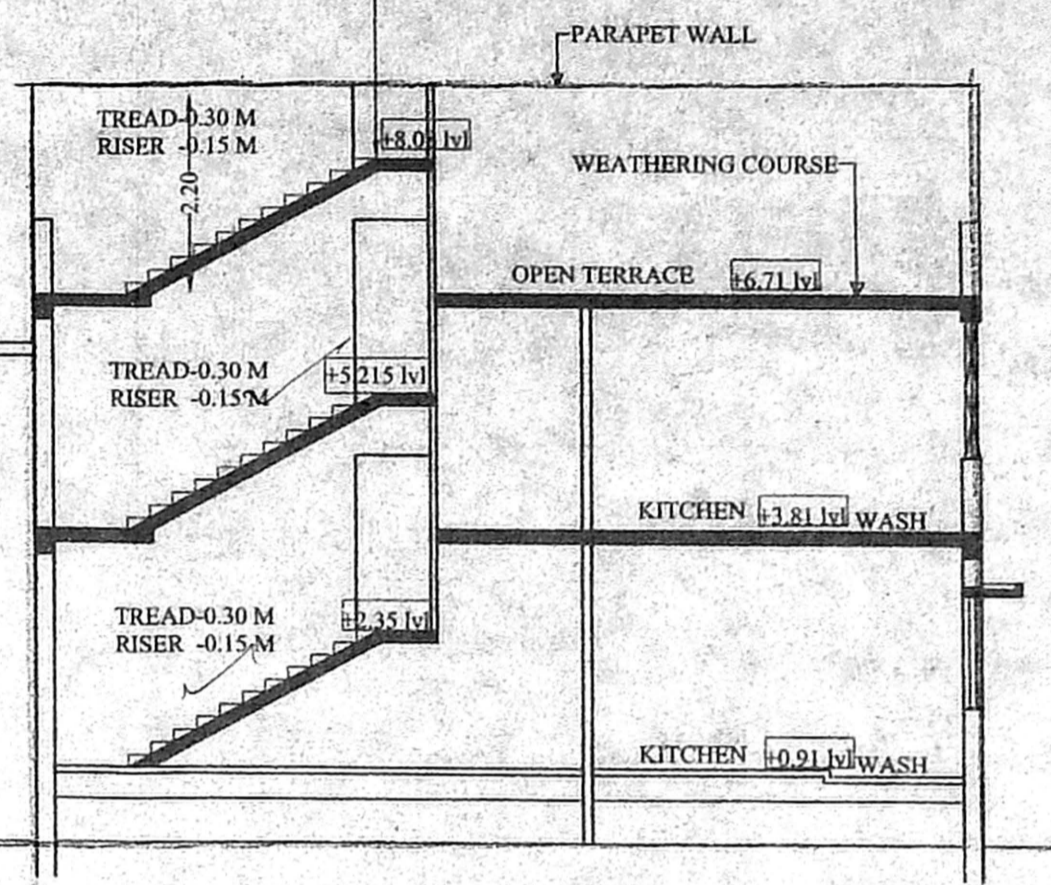 PARAPET WALL
TREAD-0.30 M
RISER -0.15 M
lvl
2.20
WEATHERING COURSE
OPEN TERRACE +6.71 lvl
TREAD-0.30 M
RISER -0.15 M
+5.215 lvl
KITCHEN +3.81 lvl WASH
TREAD-0.30 M
RISER -0.15 M
+2.35 lvl
KITCHEN +0.91 lvl WASH